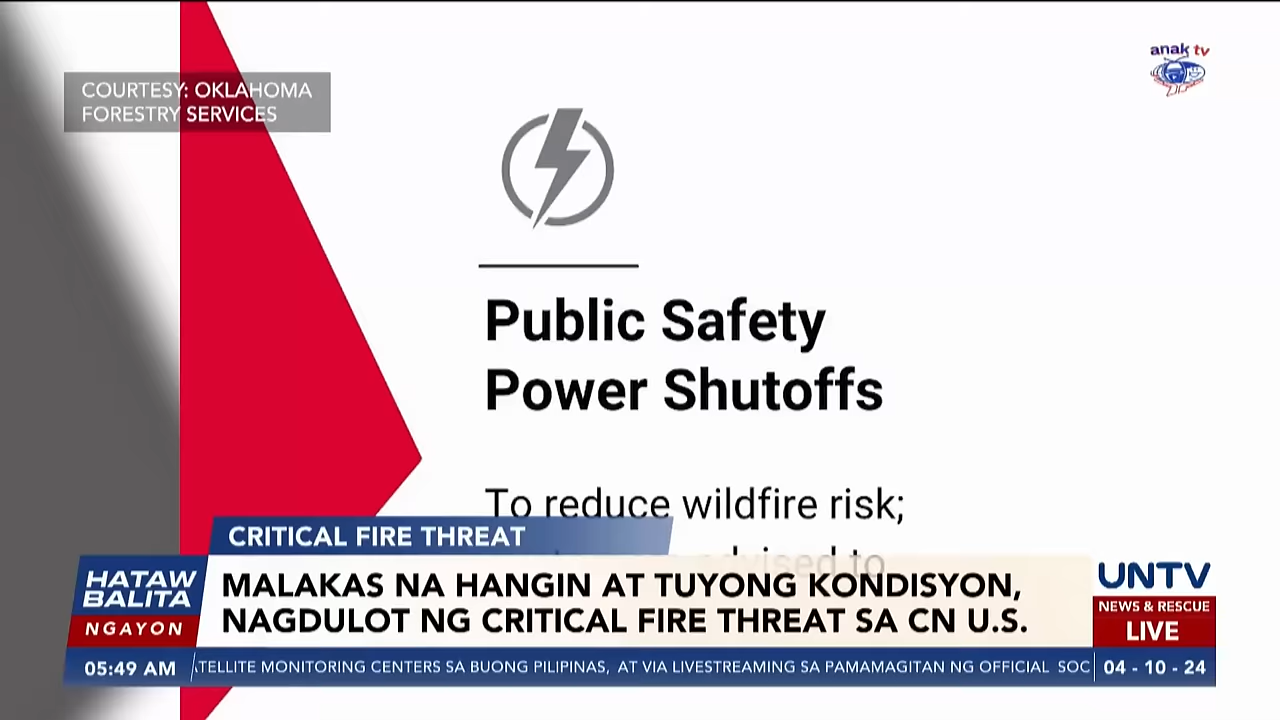 COURTESY: OKLAHOMA
FORESTRY SERVICES
anak tv
Public Safety
Power Shutoffs
To reduce wildfire risk;
advised to
CRITICAL FIRE THREAT
HATAW
BALITA
NGAYON
MALAKAS NA HANGIN AT TUYONG KONDISYON,
NAGDULOT NG CRITICAL FIRE THREAT SA CN U.S.
UNTV
NEWS & RESCUE
LIVE
05:49 AM
TELLITE MONITORING CENTERS SA BUONG PILIPINAS, AT VIA LIVESTREAMING SA PAMAMAGITAN NG OFFICIAL SOC
04 - 10 - 24